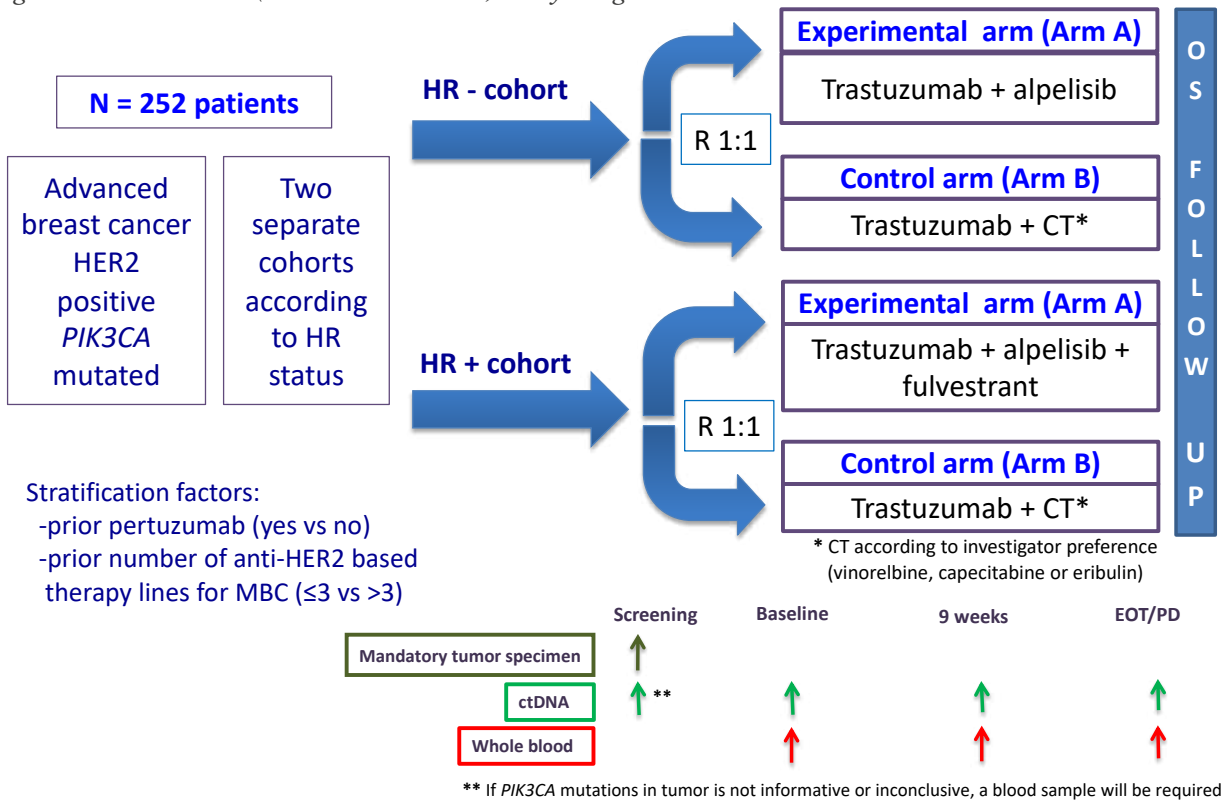 N = 252 patients
Advanced
breast cancer
HER2
positive
PIK3CA
mutated
Two
separate
cohorts
according
to HR
status
HR - cohort
R 1:1
Experimental arm (Arm A)
Trastuzumab + alpelisib
Control arm (Arm B)
Trastuzumab + CT*
HR + cohort
R 1:1
Experimental arm (Arm A)
Trastuzumab + alpelisib +
fulvestrant
Control arm (Arm B)
Trastuzumab + CT*
* CT according to investigator preference
(vinorelbine, capecitabine or eribulin)
OS FOLLOW UP
Stratification factors:
-prior pertuzumab (yes vs no)
-prior number of anti-HER2 based
therapy lines for MBC (≤3 vs >3)
Screening Baseline 9 weeks EOT/PD
Mandatory tumor specimen
ctDNA **
Whole blood
** If PIK3CA mutations in tumor is not informative or inconclusive, a blood sample will be required